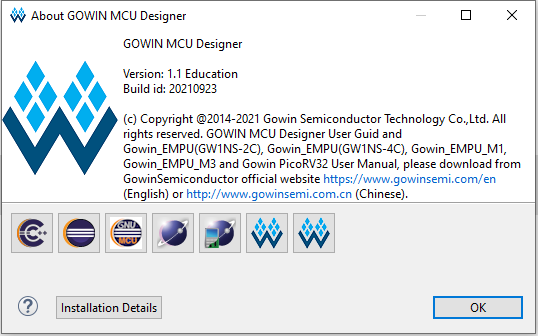 About GOWIN MCU Designer
GOWIN MCU Designer
Version: 1.1 Education
Build id: 20210923
(c) Copyright @2014-2021 Gowin Semiconductor Technology Co.,Ltd. All
rights reserved. GOWIN MCU Designer User Guid and
Gowin_EMPU(GW1NS-2C), Gowin_EMPU(GW1NS-4C), Gowin_EMPU_M1,
Gowin_EMPU_M3 and Gowin PicoRV32 User Manual, please download from
GowinSemiconductor official website https://www.gowinsemi.com/en
(English) or http://www.gowinsemi.com.cn (Chinese).
GNU
MCU
?
Installation Details
OK